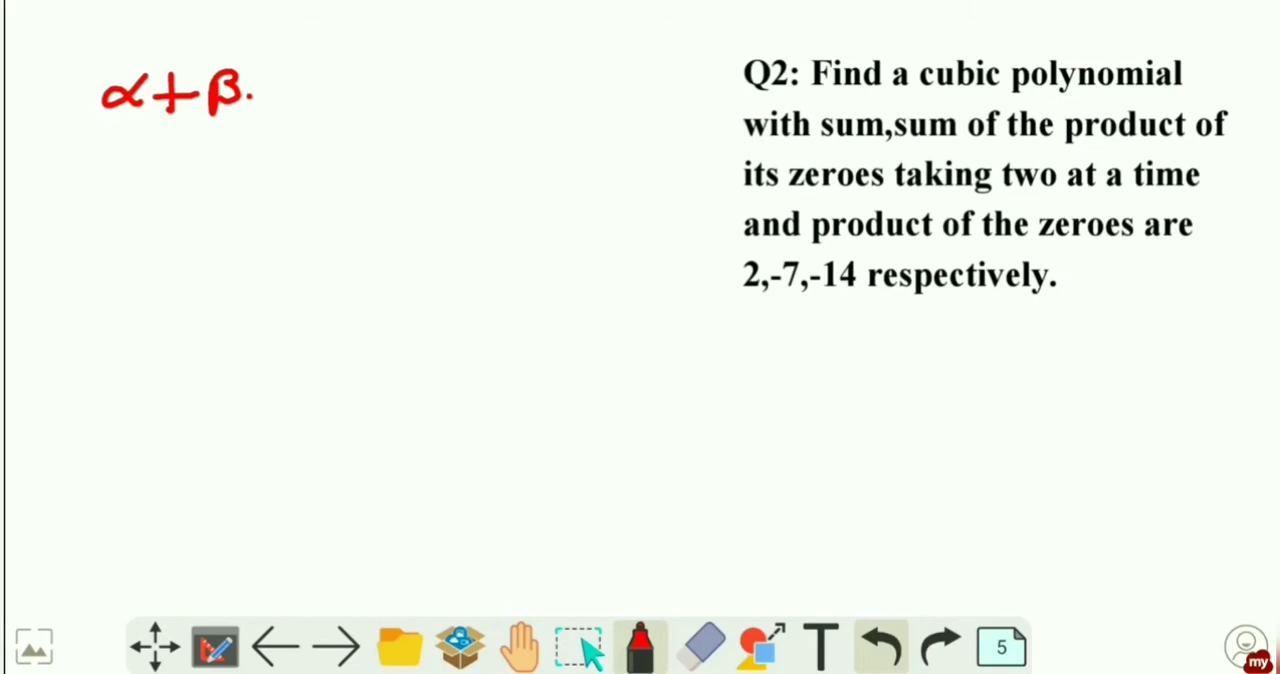 α+β.
Q2: Find a cubic polynomial
with sum,sum of the product of
its zeroes taking two at a time
and product of the zeroes are
2,-7,-14 respectively.
T
5
my